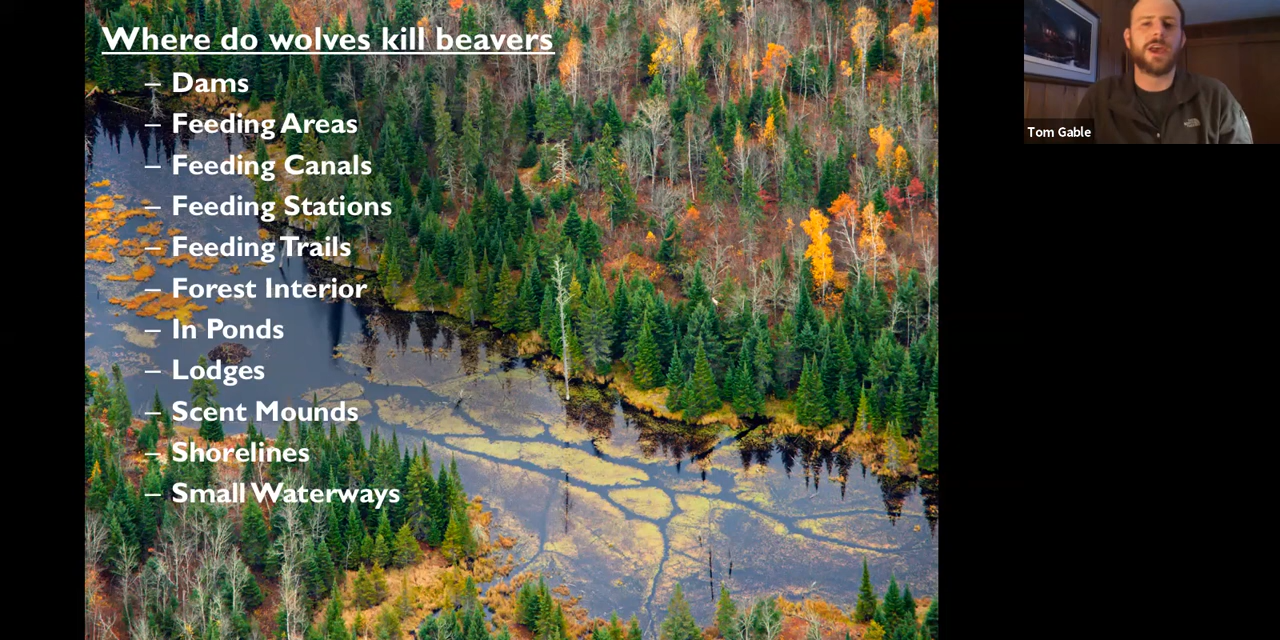 Where do wolves kill beavers
– Dams
– Feeding Areas
– Feeding Canals
– Feeding Stations
– Feeding Trails
– Forest Interior
– In Ponds
– Lodges
– Scent Mounds
– Shorelines
– Small Waterways
Tom Gable